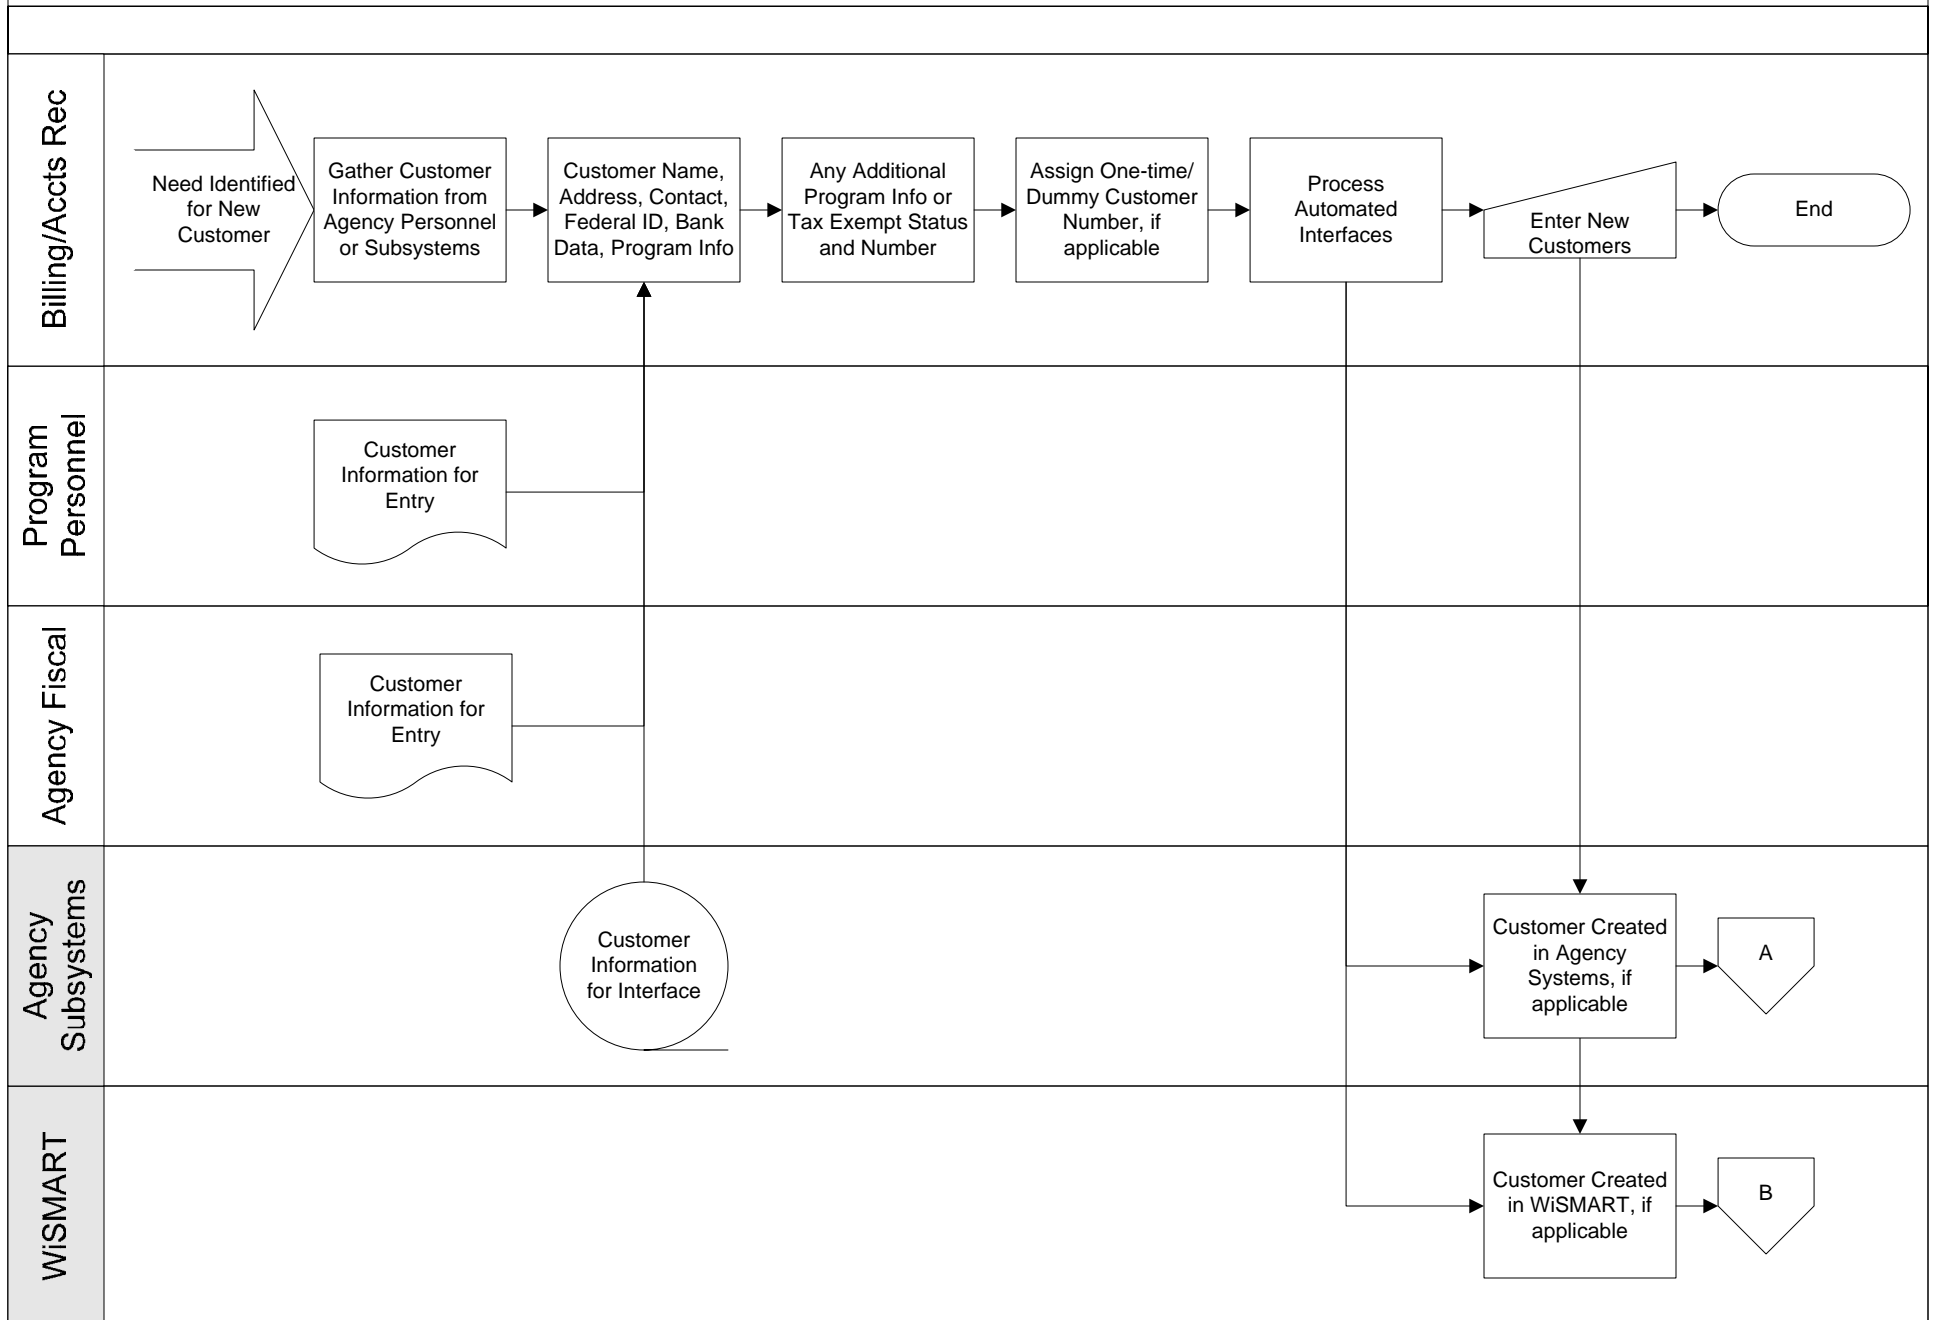 Billing/Accts Rec
Need Identified
for New
Customer
Gather Customer
Information from
Agency Personnel
or Subsystems
Customer Name,
Address, Contact,
Federal ID, Bank
Data, Program Info
Any Additional
Program Info or
Tax Exempt Status
and Number
Assign One-time/
Dummy Customer
Number, if
applicable
Process
Automated
Interfaces
Enter New
Customers
End
Program
Personnel
Customer
Information for
Entry
Agency Fiscal
Customer
Information for
Entry
Agency
Subsystems
Customer
Information
for Interface
Customer Created
in Agency
Systems, if
applicable
A
WiSMART
Customer Created
in WiSMART, if
applicable
B